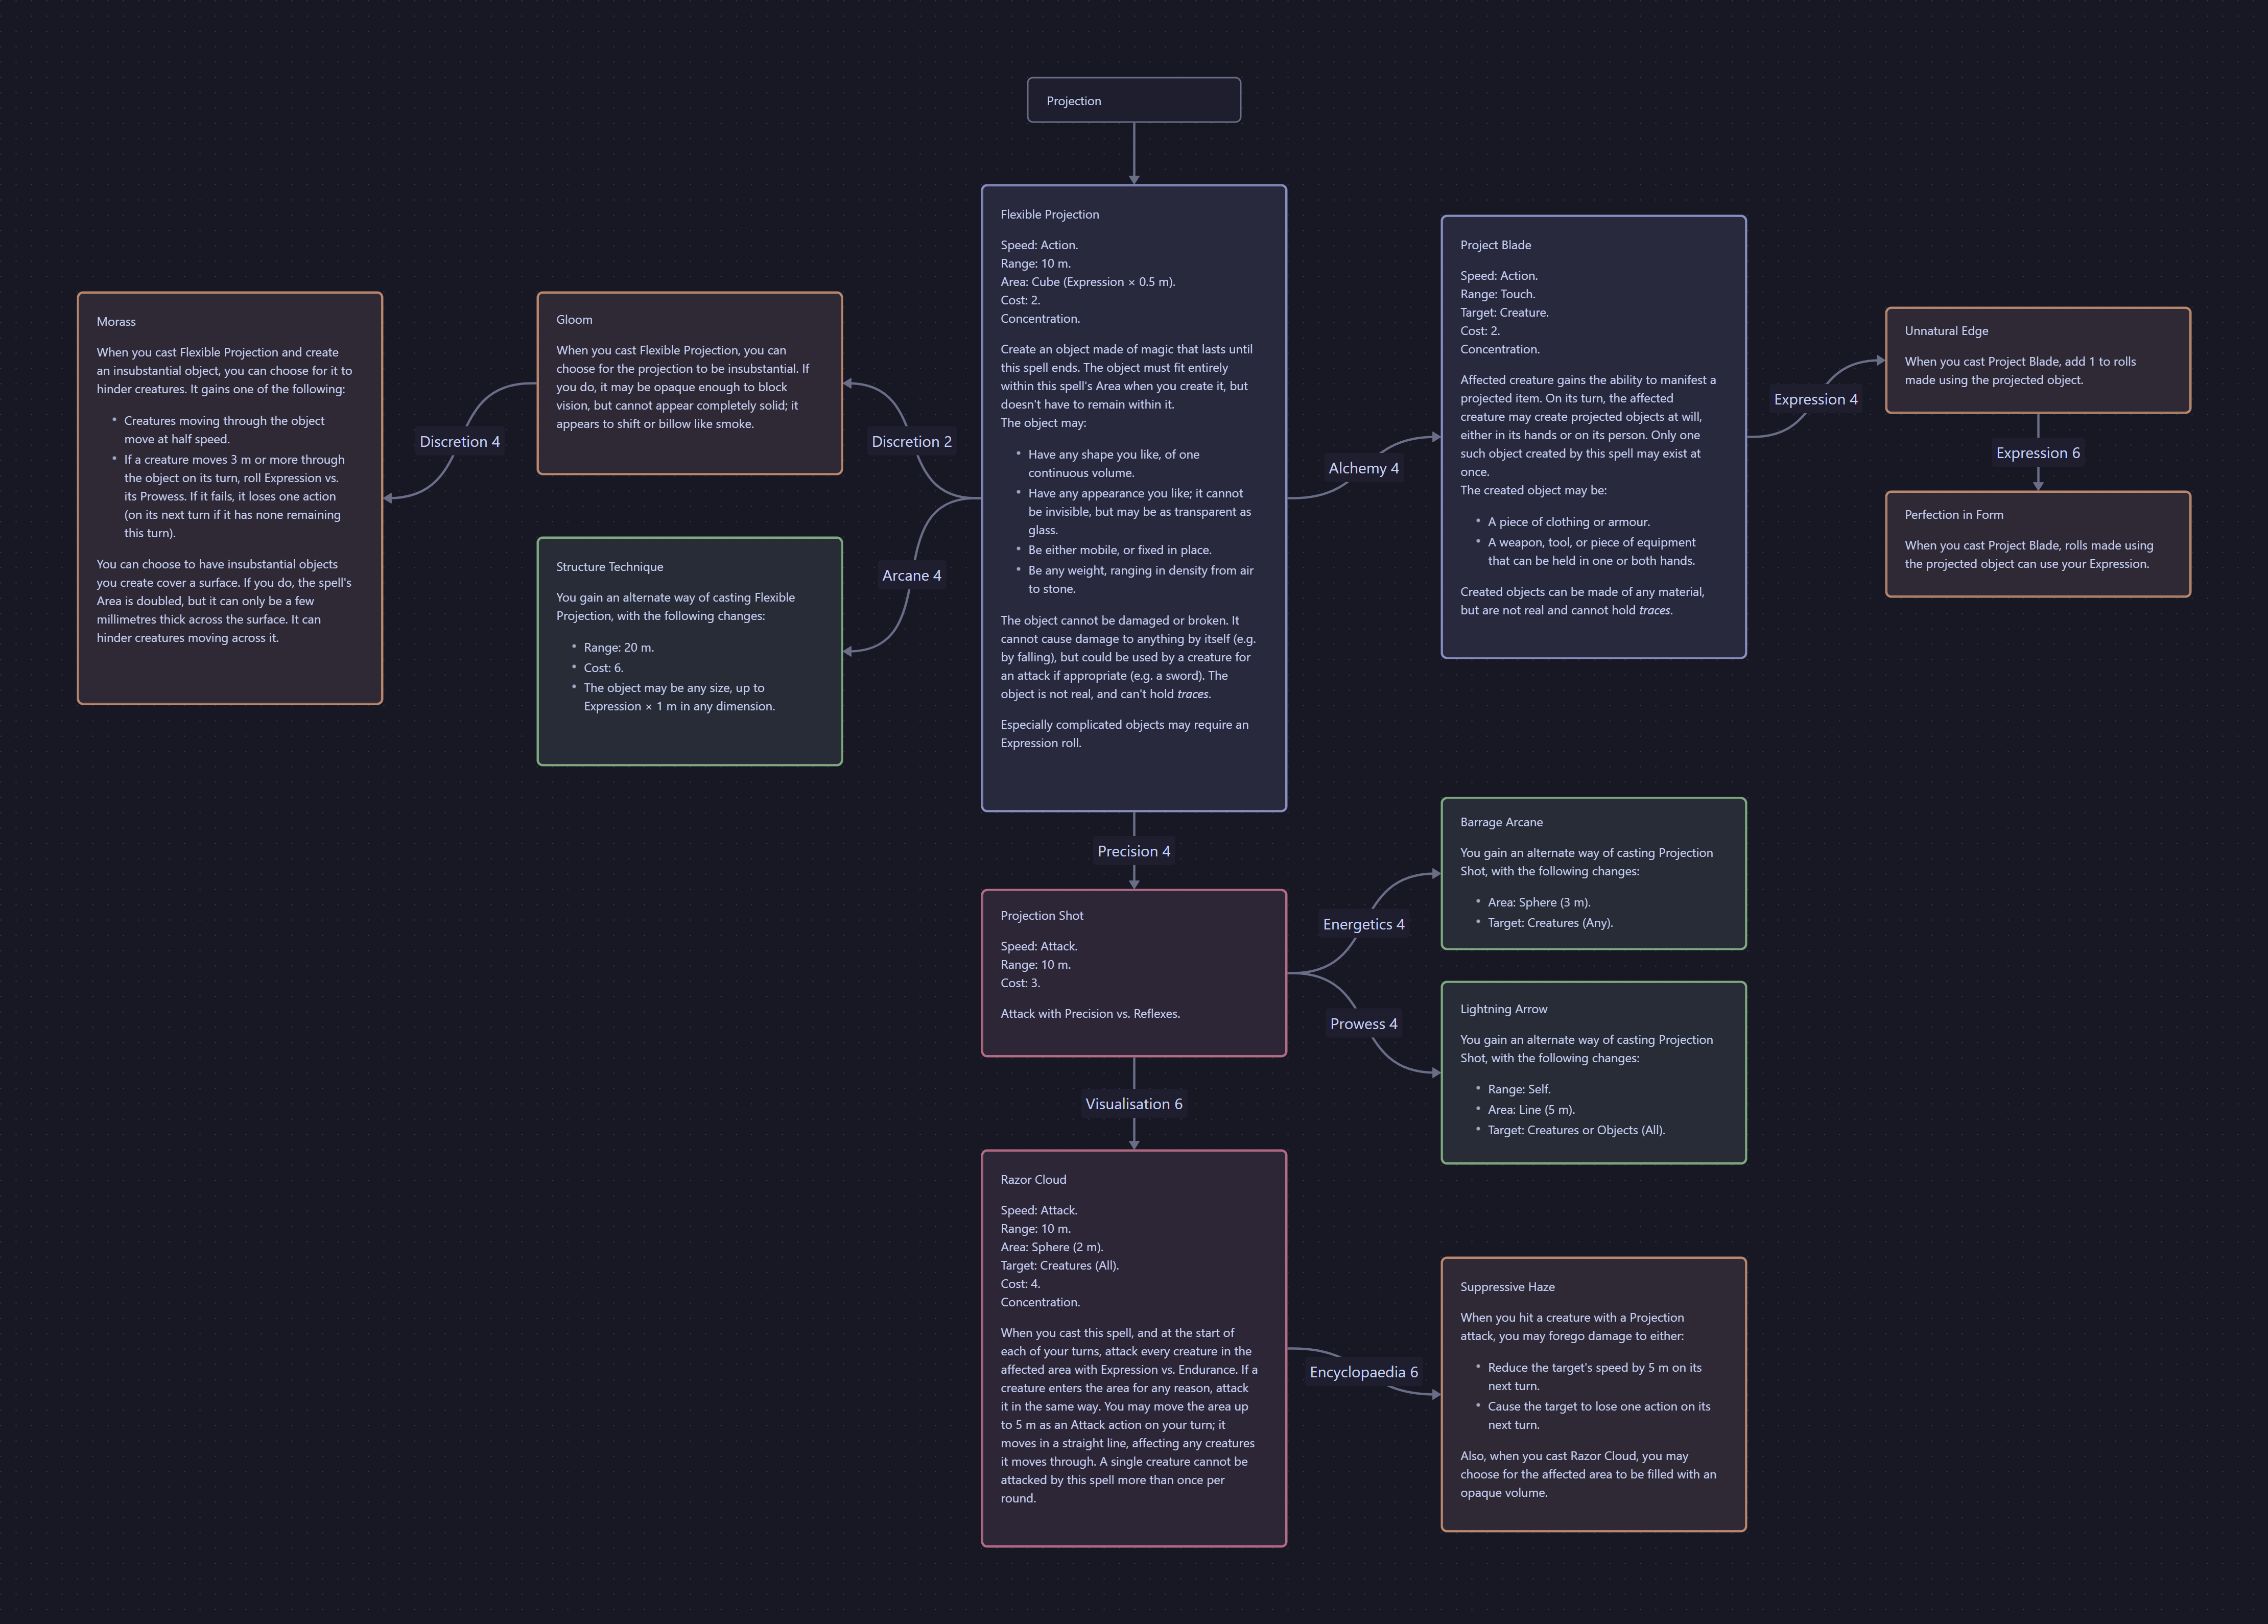 Projection
Flexible Projection
Speed: Action.
Range: 10 m.
Area: Cube (Expression × 0.5 m).
Cost: 2.
Concentration.
Create an object made of magic that lasts until
this spell ends. The object must fit entirely
within this spell's Area when you create it, but
doesn't have to remain within it.
The object may:
• Have any shape you like, of one
continuous volume.
• Have any appearance you like; it cannot
be invisible, but may be as transparent as
glass.
• Be either mobile, or fixed in place.
• Be any weight, ranging in density from air
to stone.
The object cannot be damaged or broken. It
cannot cause damage to anything by itself (e.g.
by falling), but could be used by a creature for
an attack if appropriate (e.g. a sword). The
object is not real, and can't hold traces.
Especially complicated objects may require an
Expression roll.
Discretion 2
Gloom
When you cast Flexible Projection, you can
choose for the projection to be insubstantial. If
you do, it may be opaque enough to block
vision, but cannot appear completely solid; it
appears to shift or billow like smoke.
Discretion 4
Morass
When you cast Flexible Projection and create
an insubstantial object, you can choose for it to
hinder creatures. It gains one of the following:
• Creatures moving through the object
move at half speed.
• If a creature moves 3 m or more through
the object on its turn, roll Expression vs.
its Prowess. If it fails, it loses one action
(on its next turn if it has none remaining
this turn).
You can choose to have insubstantial objects
you create cover a surface. If you do, the spell's
Area is doubled, but it can only be a few
millimetres thick across the surface. It can
hinder creatures moving across it.
Arcane 4
Structure Technique
You gain an alternate way of casting Flexible
Projection, with the following changes:
• Range: 20 m.
• Cost: 6.
• The object may be any size, up to
Expression × 1 m in any dimension.
Alchemy 4
Project Blade
Speed: Action.
Range: Touch.
Target: Creature.
Cost: 2.
Concentration.
Affected creature gains the ability to manifest a
projected item. On its turn, the affected
creature may create projected objects at will,
either in its hands or on its person. Only one
such object created by this spell may exist at
once.
The created object may be:
• A piece of clothing or armour.
• A weapon, tool, or piece of equipment
that can be held in one or both hands.
Created objects can be made of any material,
but are not real and cannot hold traces.
Expression 4
Unnatural Edge
When you cast Project Blade, add 1 to rolls
made using the projected object.
Expression 6
Perfection in Form
When you cast Project Blade, rolls made using
the projected object can use your Expression.
Precision 4
Projection Shot
Speed: Attack.
Range: 10 m.
Cost: 3.
Attack with Precision vs. Reflexes.
Energetics 4
Barrage Arcane
You gain an alternate way of casting Projection
Shot, with the following changes:
• Area: Sphere (3 m).
• Target: Creatures (Any).
Prowess 4
Lightning Arrow
You gain an alternate way of casting Projection
Shot, with the following changes:
• Range: Self.
• Area: Line (5 m).
• Target: Creatures or Objects (All).
Visualisation 6
Razor Cloud
Speed: Attack.
Range: 10 m.
Area: Sphere (2 m).
Target: Creatures (All).
Cost: 4.
Concentration.
When you cast this spell, and at the start of
each of your turns, attack every creature in the
affected area with Expression vs. Endurance. If a
creature enters the area for any reason, attack
it in the same way. You may move the area up
to 5 m as an Attack action on your turn; it
moves in a straight line, affecting any creatures
it moves through. A single creature cannot be
attacked by this spell more than once per
round.
Encyclopaedia 6
Suppressive Haze
When you hit a creature with a Projection
attack, you may forego damage to either:
• Reduce the target's speed by 5 m on its
next turn.
• Cause the target to lose one action on its
next turn.
Also, when you cast Razor Cloud, you may
choose for the affected area to be filled with an
opaque volume.